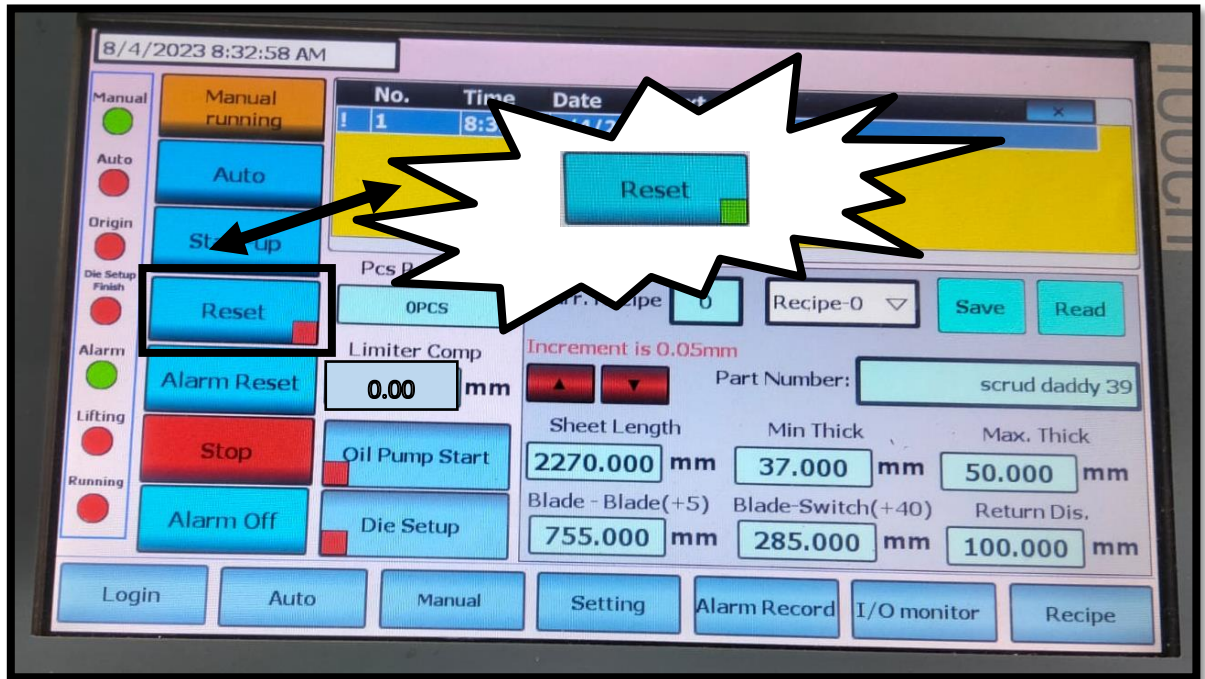 8/4/2023 8:32:58 AM
Manual
Manual
running
No. Time Date
! 1
×
Auto
Auto
Origin
Reset
Die Setup
Finish
Reset
Pcs
0PCS
Recipe-0
Save
Read
Alarm
Alarm Reset
Limiter Comp
0.00 mm
Increment is 0.05mm
▲ ▼
Part Number:
scrud daddy 39
Lifting
Stop
Oil Pump Start
Sheet Length
2270.000 mm
Min Thick
37.000 mm
Max. Thick
50.000 mm
Running
Alarm Off
Die Setup
Blade - Blade(+5)
755.000 mm
Blade-Switch(+40)
285.000 mm
Return Dis.
100.000 mm
Login
Auto
Manual
Setting
Alarm Record
I/O monitor
Recipe